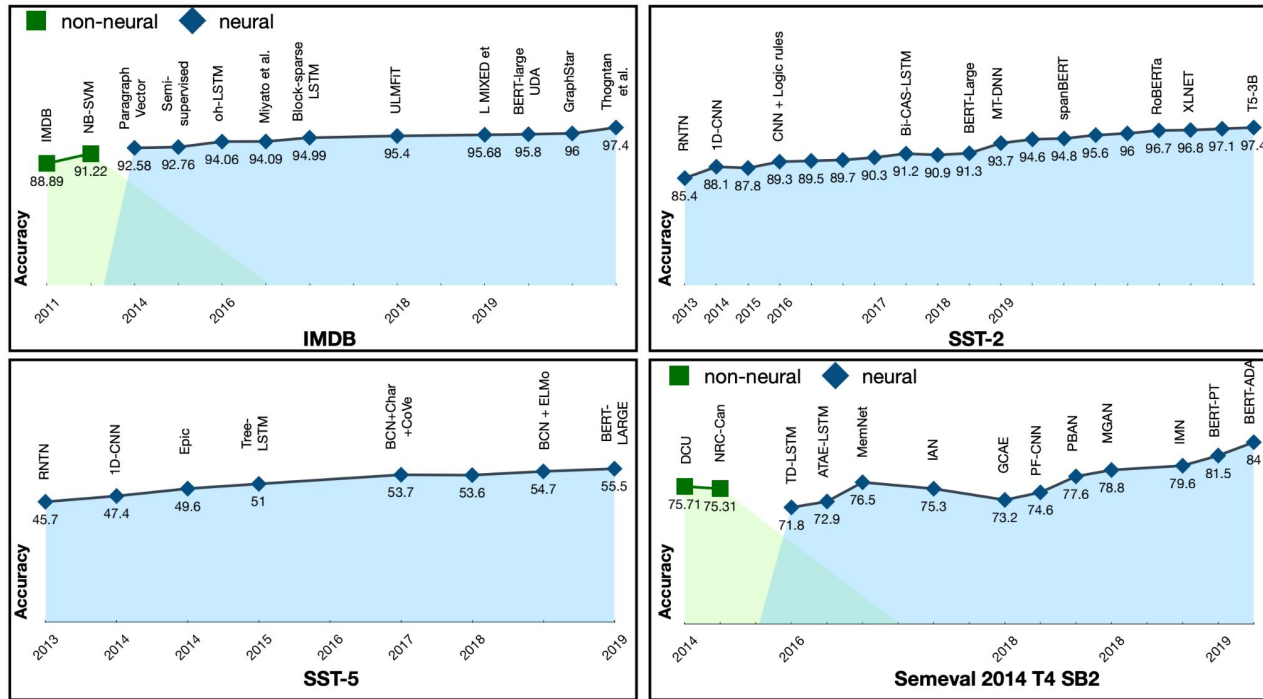 non-neural
neural
IMDB
NB-SVM
Paragraph
Vector
Semi-
supervised
oh-LSTM
Miyato et al.
Block-sparse
LSTM
ULMFiT
L MIXED et
BERT-large
UDA
GraphStar
Thogntan
et al.
88.89
91.22
92.58
92.76
94.06
94.09
94.99
95.4
95.68
95.8
96
97.4
Accuracy
2011
2014
2016
2018
2019
IMDB
RNTN
1D-CNN
CNN + Logic rules
Bi-CAS-LSTM
BERT-Large
MT-DNN
spanBERT
RoBERTa
XLNET
T5-3B
85.4
88.1
87.8
89.3
89.5
89.7
90.3
91.2
90.9
91.3
93.7
94.6
94.8
95.6
96
96.7
96.8
97.1
97.4
Accuracy
2013
2014
2015
2016
2017
2018
2019
SST-2
RNTN
1D-CNN
Epic
Tree-
LSTM
BCN+Char
+CoVe
BCN + ELMo
BERT-
LARGE
45.7
47.4
49.6
51
53.7
53.6
54.7
55.5
Accuracy
2013
2014
2014
2015
2016
2017
2018
2019
SST-5
non-neural
neural
DCU
NRC-Can
TD-LSTM
ATAE-LSTM
MemNet
IAN
GCAE
PF-CNN
PBAN
MGAN
IMN
BERT-PT
BERT-ADA
75.71
75.31
71.8
72.9
76.5
75.3
73.2
74.6
77.6
78.8
79.6
81.5
84
Accuracy
2014
2016
2018
2018
2019
Semeval 2014 T4 SB2